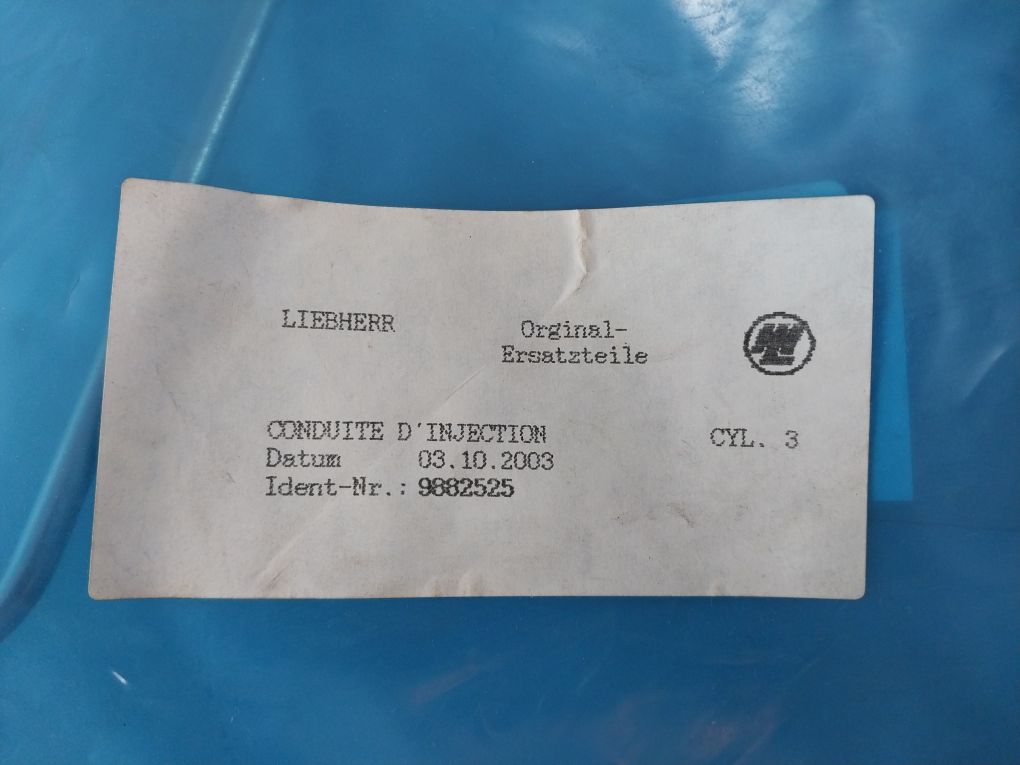 LIEBHERR
Orginal-
Ersatzteile
CONDUITE D'INJECTION CYL. 3
Datum 03.10.2003
Ident-Nr.: 9882525